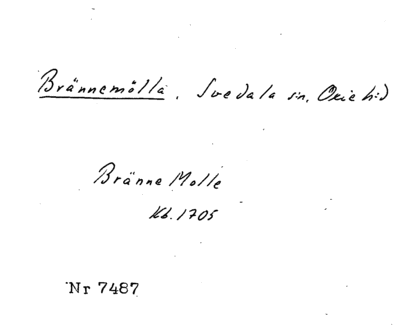 Brännemölla, Svedala sn, Oxie hd
Bränne Molle
Kb. 1705
Nr 7487